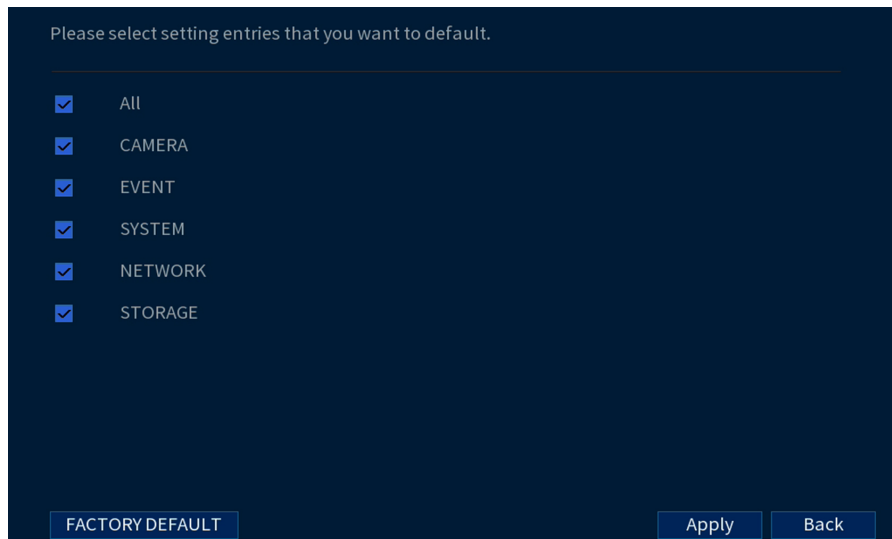 Please select setting entries that you want to default.
All
CAMERA
EVENT
SYSTEM
NETWORK
STORAGE
FACTORY DEFAULT Apply Back